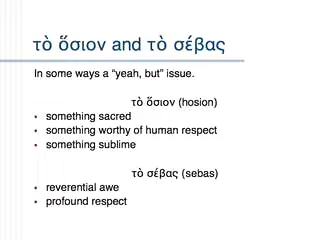 τὸ ὅσιον and τὸ σέβας
In some ways a “yeah, but” issue.
τὸ ὅσιον (hosion)
• something sacred
• something worthy of human respect
• something sublime
τὸ σέβας (sebas)
• reverential awe
• profound respect